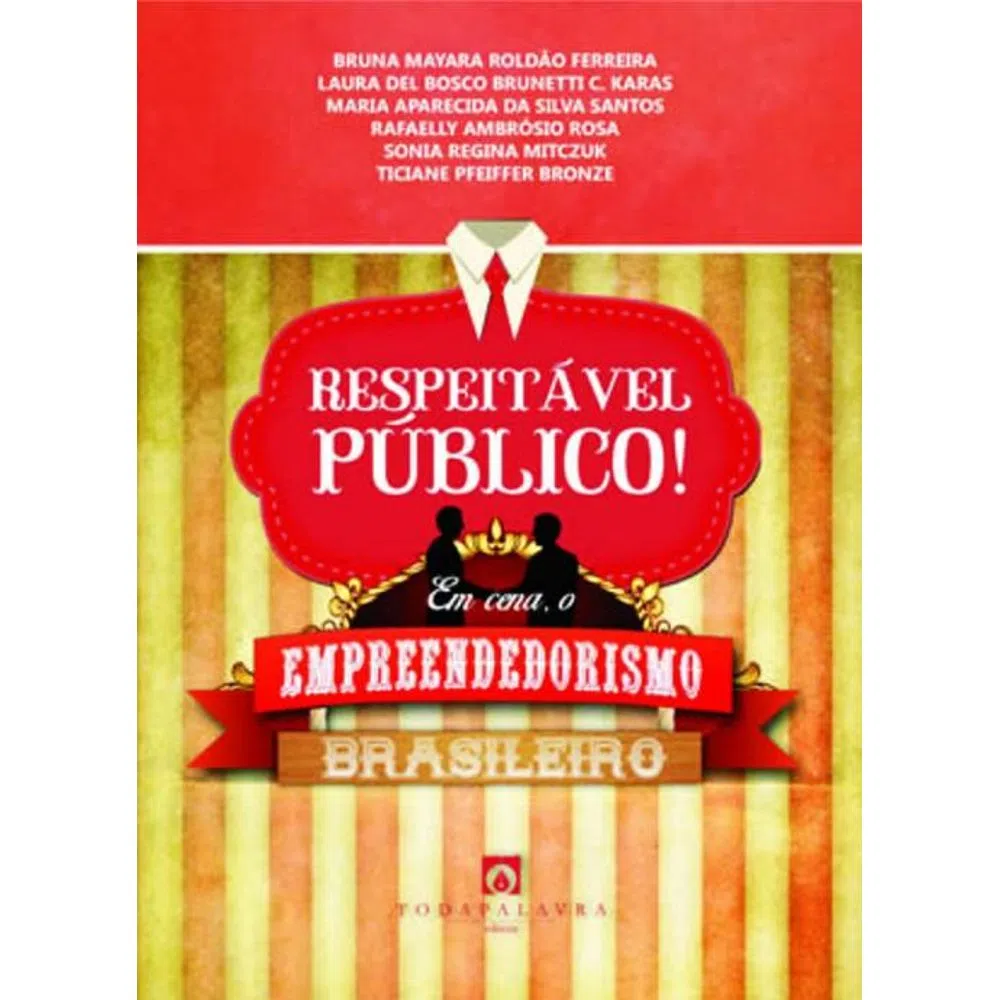 BRUNA MAYARA ROLDÃO FERREIRA
LAURA DEL BOSCO BRUNETTI C. KARAS
MARIA APARECIDA DA SILVA SANTOS
RAFAELLY AMBRÓSIO ROSA
SONIA REGINA MITCZUK
TICIANE PFEIFFER BRONZE
RESPEITÁVEL
PÚBLICO!
Em cena, o
EMPREENDEDORISMO
BRASILEIRO
TODAPALAVRA
editora